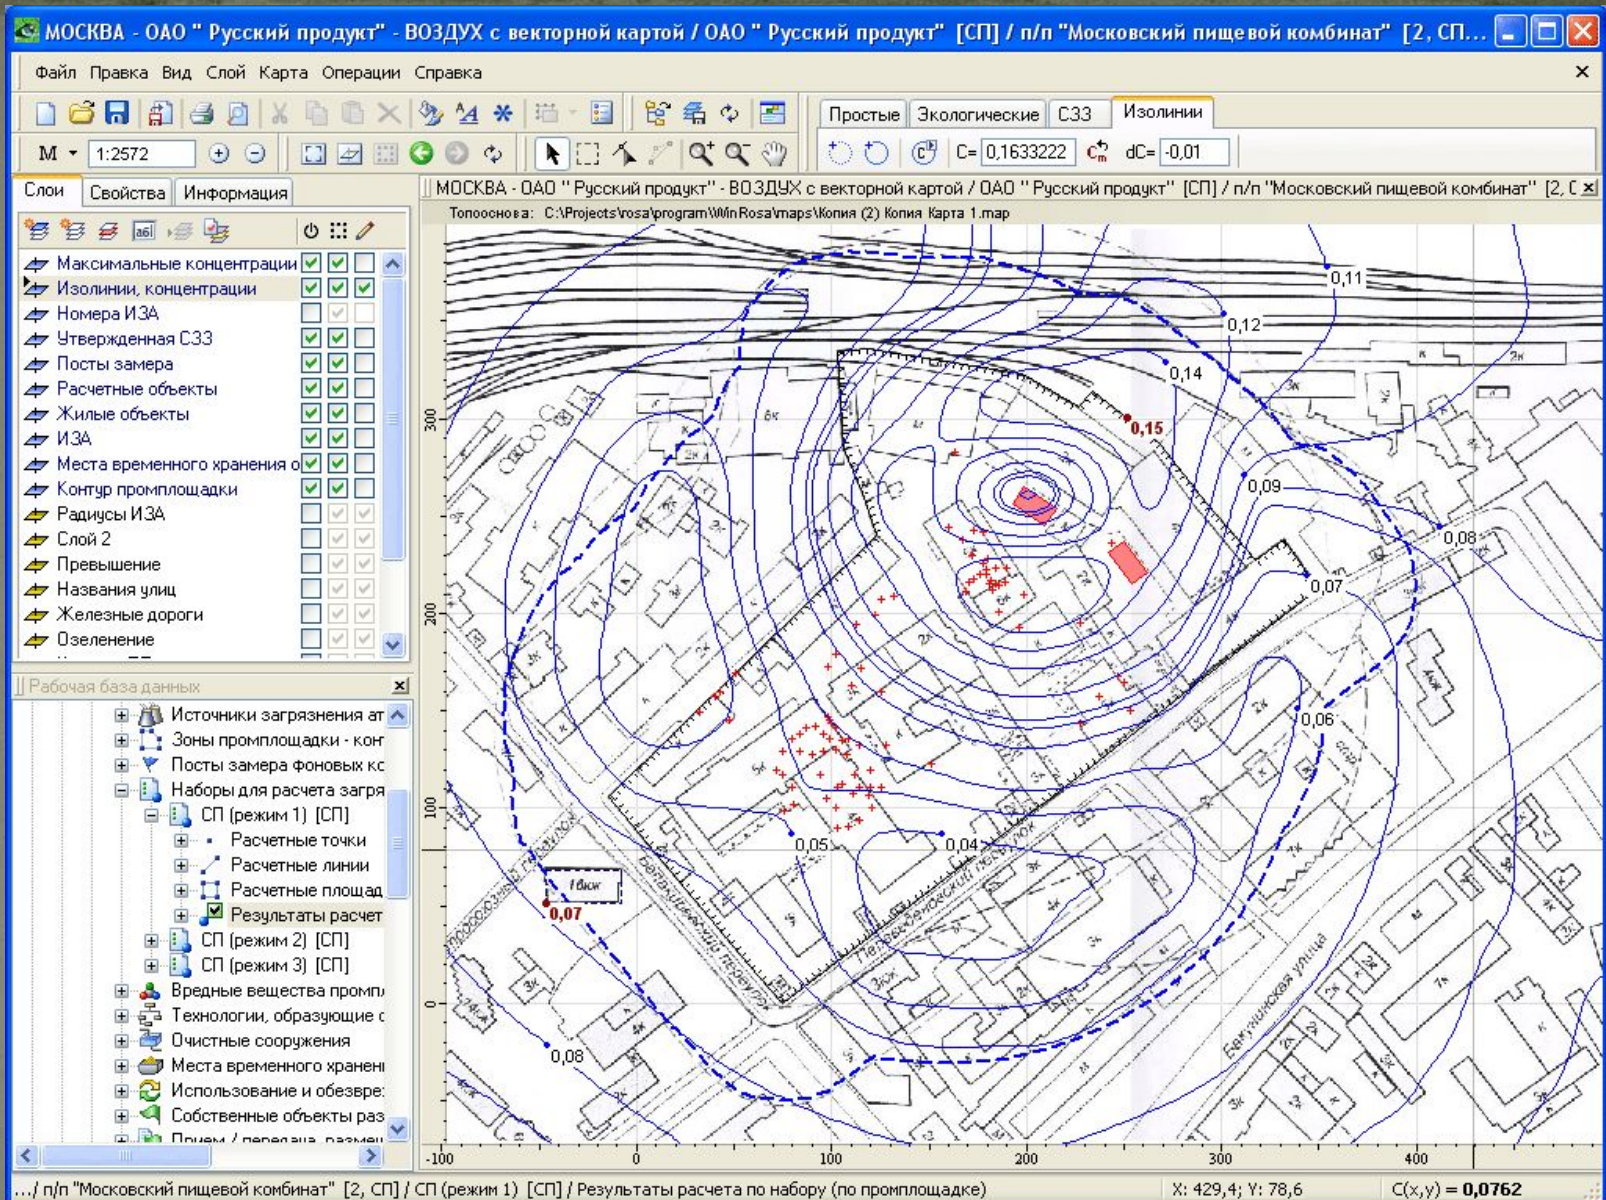 МОСКВА - ОАО " Русский продукт" - ВОЗДУХ с векторной картой / ОАО " Русский продукт" [СП] / п/п "Московский пищевой комбинат" [2, СП...
Файл Правка Вид Слой Карта Операции Справка
Простые Экологические СЗЗ Изолинии
М 1:2572 C= 0,1633222 dC= -0,01
Слои Свойства Информация
МОСКВА - ОАО " Русский продукт" - ВОЗДУХ с векторной картой / ОАО " Русский продукт" [СП] / п/п "Московский пищевой комбинат" [2, С
Топооснова: C:\Projects\rosa\program\WinRosa\maps\Копия (2) Копия Карта 1.map
Максимальные концентрации
Изолинии, концентрации
Номера ИЗА
Утвержденная СЗЗ
Посты замера
Расчетные объекты
Жилые объекты
ИЗА
Места временного хранения о
Контур промплощадки
Радиусы ИЗА
Слой 2
Превышение
Названия улиц
Железные дороги
Озеленение
Рабочая база данных
Источники загрязнения ат
Зоны промплощадки - кон
Посты замера фоновых ко
Наборы для расчета загря
СП (режим 1) [СП]
Расчетные точки
Расчетные линии
Расчетные площад
Результаты расчет
СП (режим 2) [СП]
СП (режим 3) [СП]
Вредные вещества промпл
Технологии, образующие с
Очистные сооружения
Места временного хранен
Использование и обезвре
Собственные объекты раз
0,11
0,12
0,14
0,15
0,09
0,08
0,07
0,06
0,05
0,04
0,07
0,08
Бакунинская улица
300
200
100
0
-100 0 100 200 300 400
.../ п/п "Московский пищевой комбинат" [2, СП] / СП (режим 1) [СП] / Результаты расчета по набору (по промплощадке)
X: 429,4; Y: 78,6
C(x,y) = 0,0762